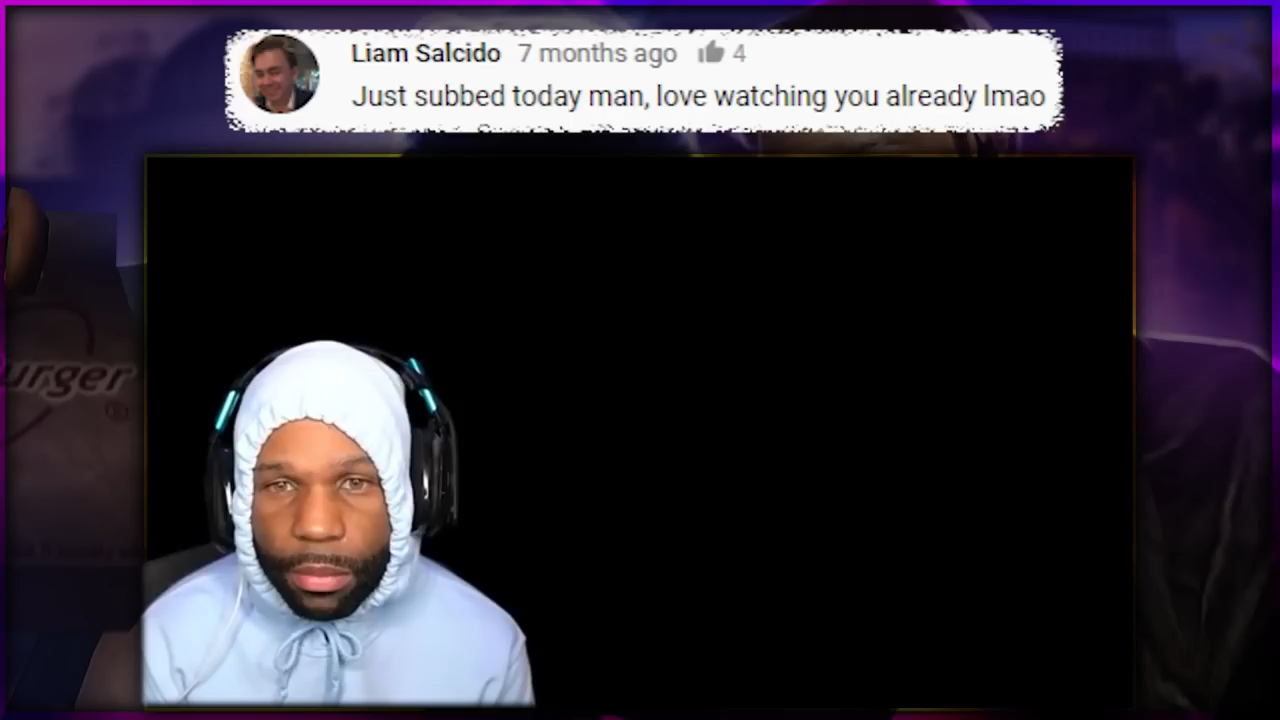 Liam Salcido 7 months ago 4
Just subbed today man, love watching you already lmao
urger